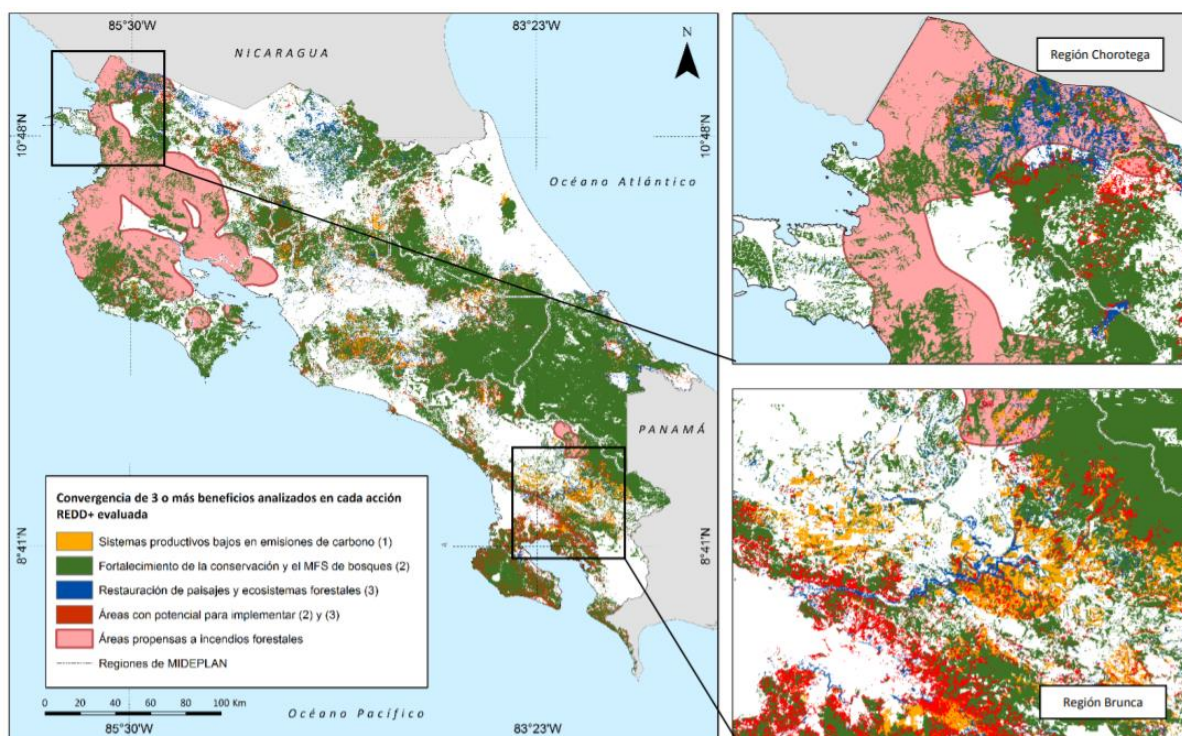 85°30'W
83°23'W
NICARAGUA
N
10°48'N
10°48'N
Océano Atlántico
PANAMÁ
8°41'N
8°41'N
Convergencia de 3 o más beneficios analizados en cada acción
REDD+ evaluada
Sistemas productivos bajos en emisiones de carbono (1)
Fortalecimiento de la conservación y el MFS de bosques (2)
Restauración de paisajes y ecosistemas forestales (3)
Áreas con potencial para implementar (2) y (3)
Áreas propensas a incendios forestales
Regiones de MIDEPLAN
0 20 40 60 80 100 Km
Océano Pacífico
85°30'W
83°23'W
Región Chorotega
Región Brunca